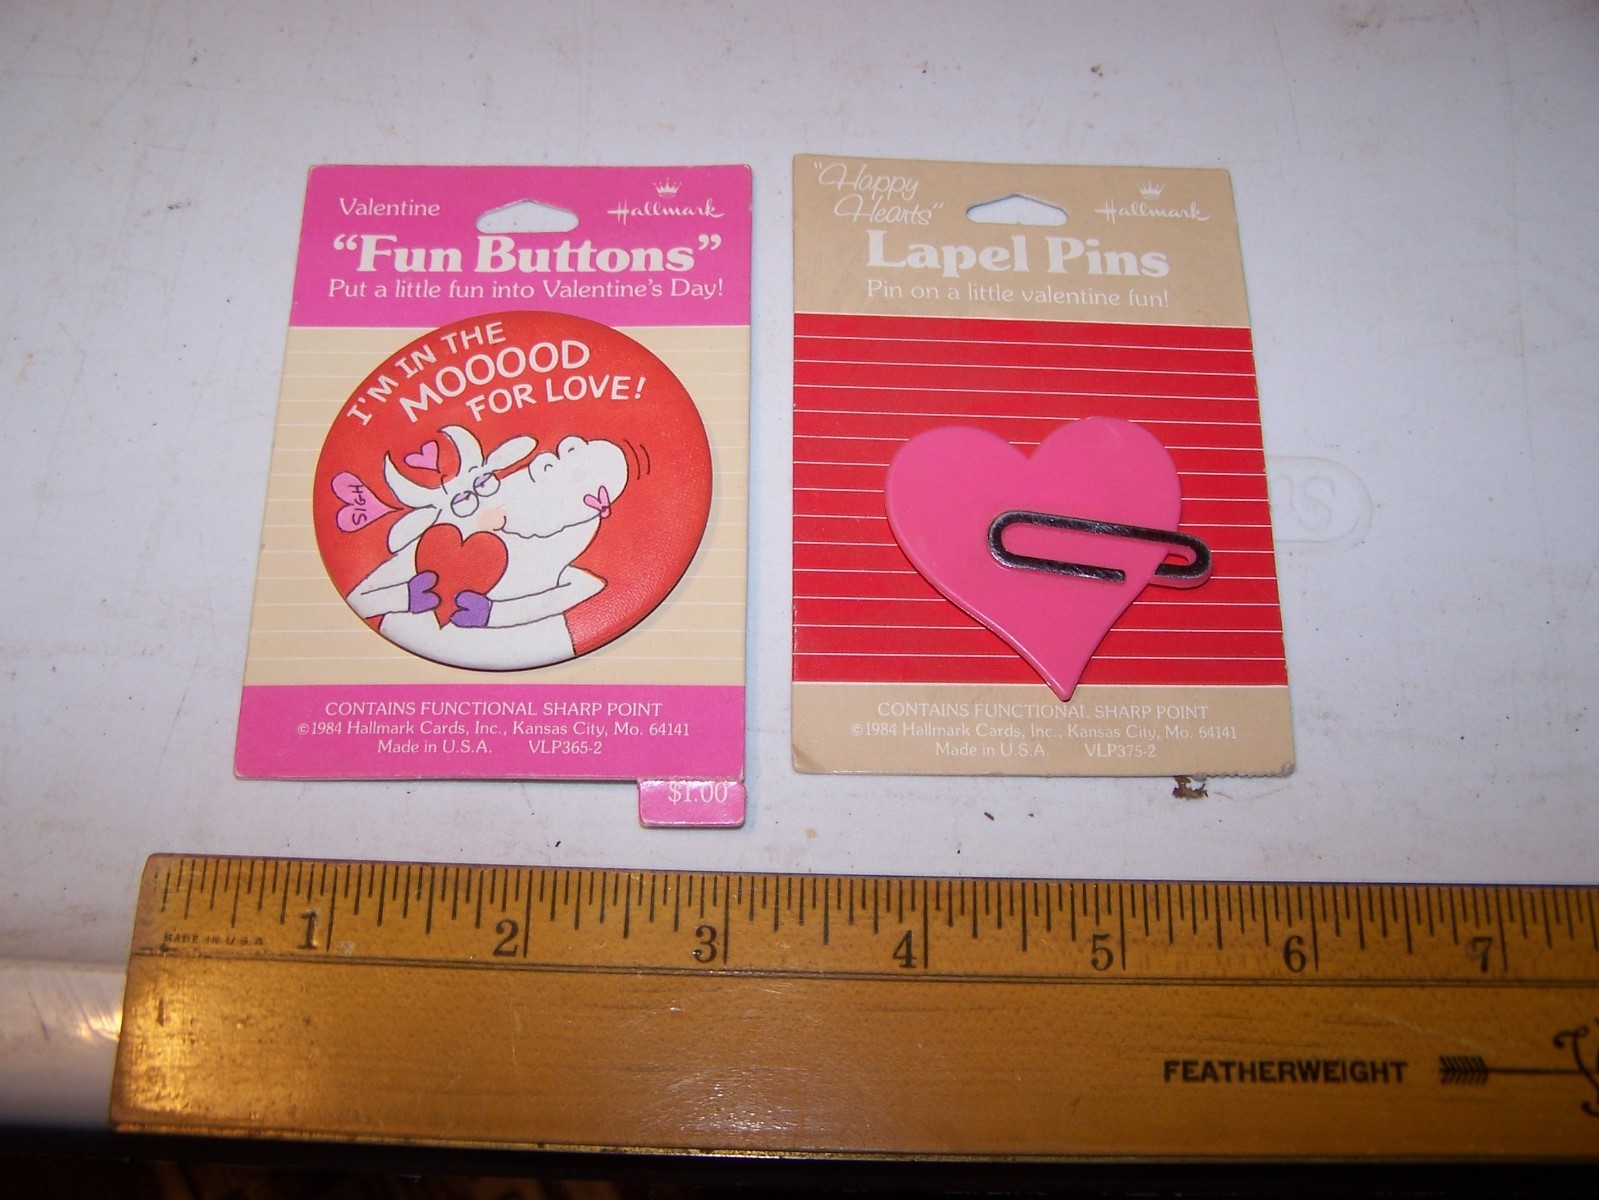 Valentine
Hallmark
“Fun Buttons”
Put a little fun into Valentine's Day!
I'M IN THE
MOOOOD
FOR LOVE!
SIGH
CONTAINS FUNCTIONAL SHARP POINT
©1984 Hallmark Cards, Inc., Kansas City, Mo. 64141
Made in U.S.A. VLP365-2
$1.00
"Happy
Hearts"
Hallmark
Lapel Pins
Pin on a little valentine fun!
CONTAINS FUNCTIONAL SHARP POINT
©1984 Hallmark Cards, Inc., Kansas City, Mo. 64141
Made in U.S.A. VLP375-2
1 2 3 4 5 6 7
MADE IN U.S.A
FEATHERWEIGHT